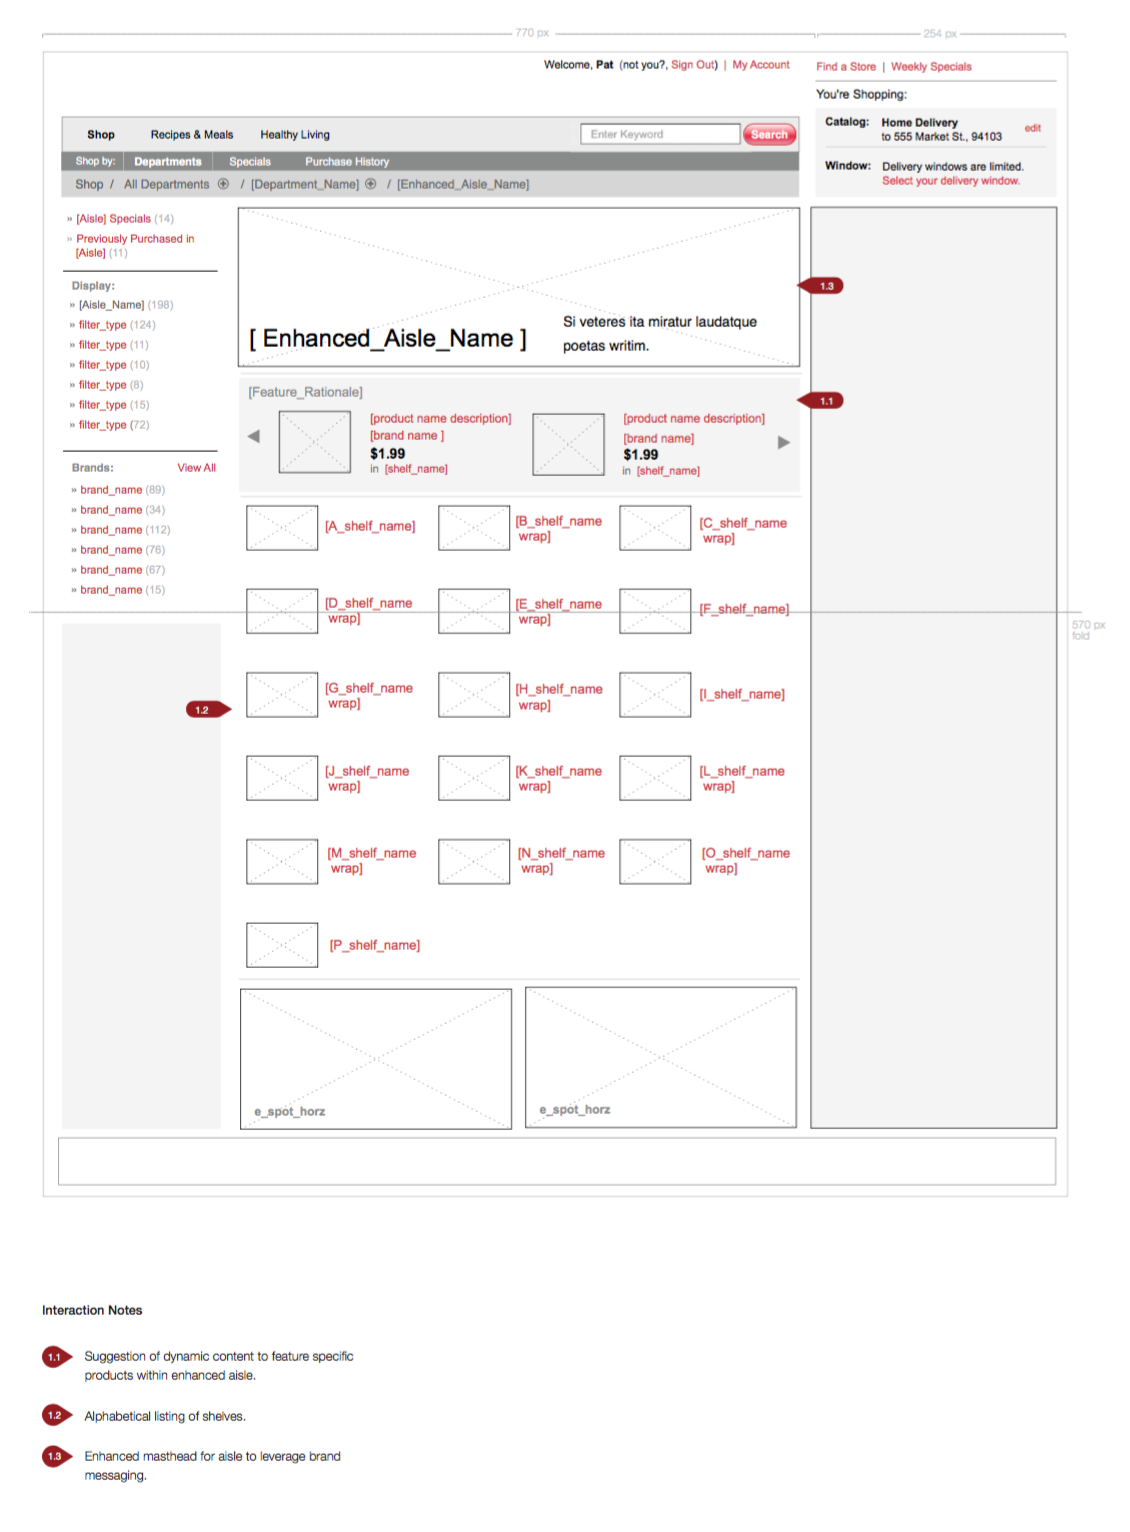 770 px
254 px
Welcome, Pat (not you?, Sign Out) | My Account
Find a Store | Weekly Specials
You're Shopping:
Catalog: Home Delivery
to 555 Market St., 94103
edit
Window: Delivery windows are limited.
Select your delivery window.
Shop Recipes & Meals Healthy Living
Enter Keyword
Search
Shop by: Departments Specials Purchase History
Shop / All Departments / [Department_Name] / [Enhanced_Aisle_Name]
» [Aisle] Specials (14)
» Previously Purchased in
[Aisle] (11)
Display:
» [Aisle_Name] (198)
» filter_type (124)
» filter_type (11)
» filter_type (10)
» filter_type (8)
» filter_type (15)
» filter_type (72)
Brands: View All
» brand_name (89)
» brand_name (34)
» brand_name (112)
» brand_name (76)
» brand_name (67)
» brand_name (15)
[ Enhanced_Aisle_Name ]
Si veteres ita miratur laudatque
poetas writim.
1.3
[Feature_Rationale]
1.1
[product name description]
[brand name ]
$1.99
in [shelf_name]
[product name description]
[brand name]
$1.99
in [shelf_name]
[A_shelf_name]
[B_shelf_name
wrap]
[C_shelf_name
wrap]
[D_shelf_name
wrap]
[E_shelf_name
wrap]
[F_shelf_name]
570 px
fold
1.2
[G_shelf_name
wrap]
[H_shelf_name
wrap]
[I_shelf_name]
[J_shelf_name
wrap]
[K_shelf_name
wrap]
[L_shelf_name
wrap]
[M_shelf_name
wrap]
[N_shelf_name
wrap]
[O_shelf_name
wrap]
[P_shelf_name]
e_spot_horz
e_spot_horz
Interaction Notes
1.1 Suggestion of dynamic content to feature specific
products within enhanced aisle.
1.2 Alphabetical listing of shelves.
1.3 Enhanced masthead for aisle to leverage brand
messaging.